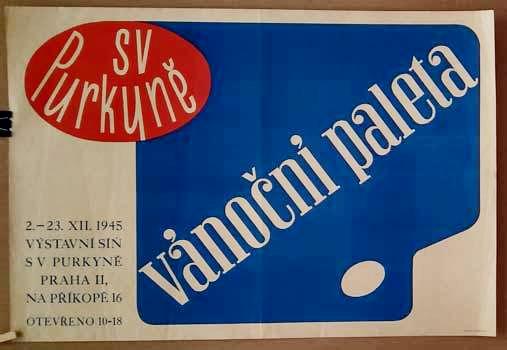 SV
Purkyně
vánoční paleta
2.–23. XII. 1945
VÝSTAVNÍ SÍŇ
SV PURKYNĚ
PRAHA II,
NA PŘÍKOPĚ 16
OTEVŘENO 10-18